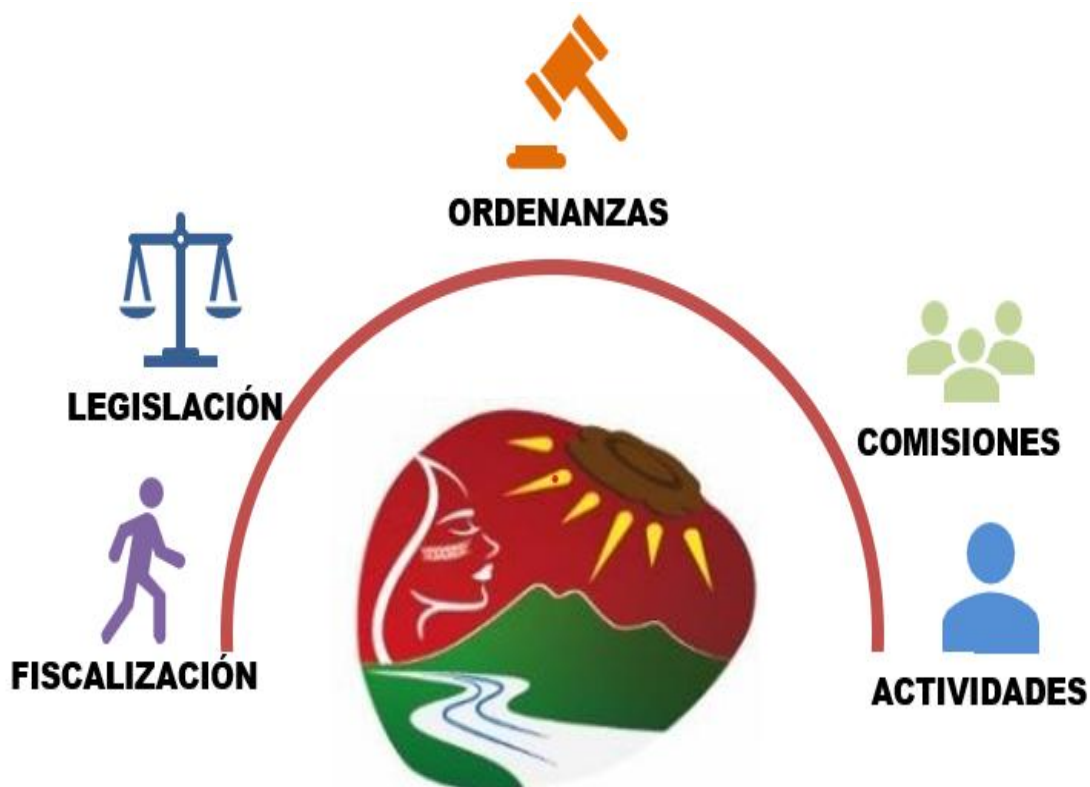 ORDENANZAS
LEGISLACIÓN
COMISIONES
FISCALIZACIÓN
ACTIVIDADES